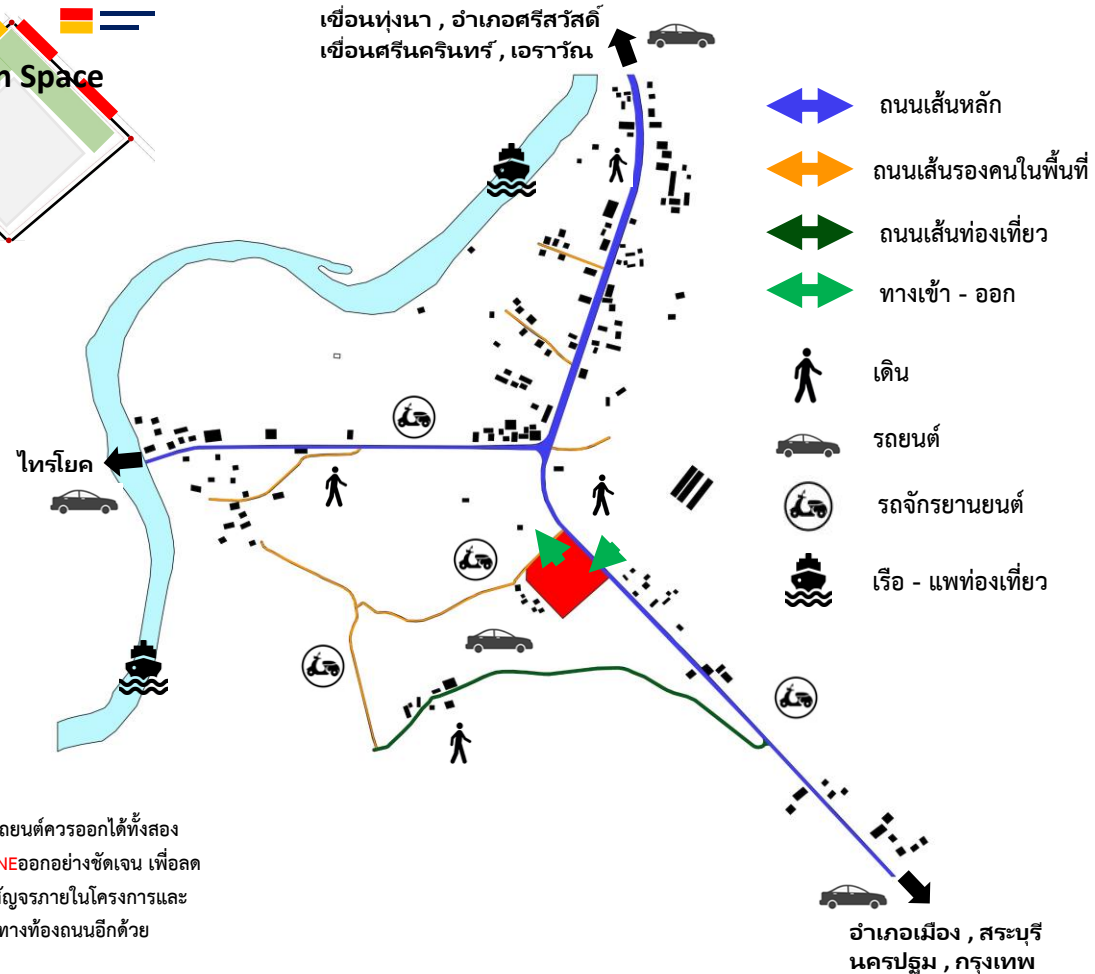 Space
เขื่อนทุ่งนา , อำเภอศรีสวัสดิ์
เขื่อนศรีนครินทร์ , เอราวัณ
ถนนเส้นหลัก
ถนนเส้นรองคนในพื้นที่
ถนนเส้นท่องเที่ยว
ทางเข้า - ออก
เดิน
รถยนต์
รถจักรยานยนต์
เรือ - แพท่องเที่ยว
ไทรโยค
ถยนต์ควรออกได้ทั้งสอง
NEออกอย่างชัดเจน เพื่อลด
ัญจรภายในโครงการและ
ทางท้องถนนอีกด้วย
อำเภอเมือง , สระบุรี
นครปฐม , กรุงเทพ